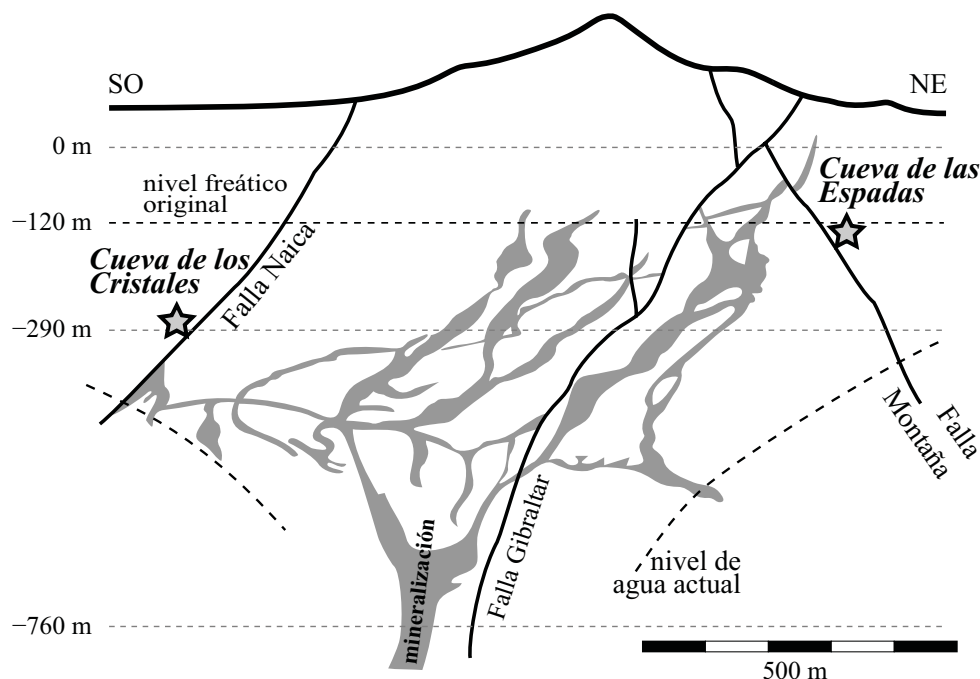 SO
NE
0 m
nivel freático
original
Cueva de las
Espadas
−120 m
Cueva de los
Cristales
Falla Naica
−290 m
Falla
Montaña
mineralización
Falla Gibraltar
nivel de
agua actual
−760 m
500 m